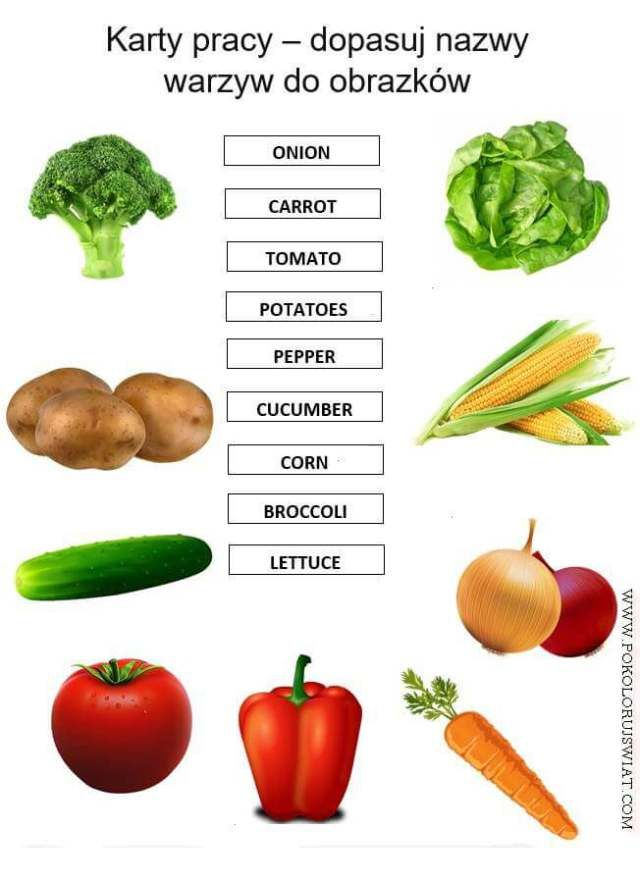 Karty pracy – dopasuj nazwy
warzyw do obrazków
ONION
CARROT
TOMATO
POTATOES
PEPPER
CUCUMBER
CORN
BROCCOLI
LETTUCE
WWW.POKOLORUJSWIAT.COM